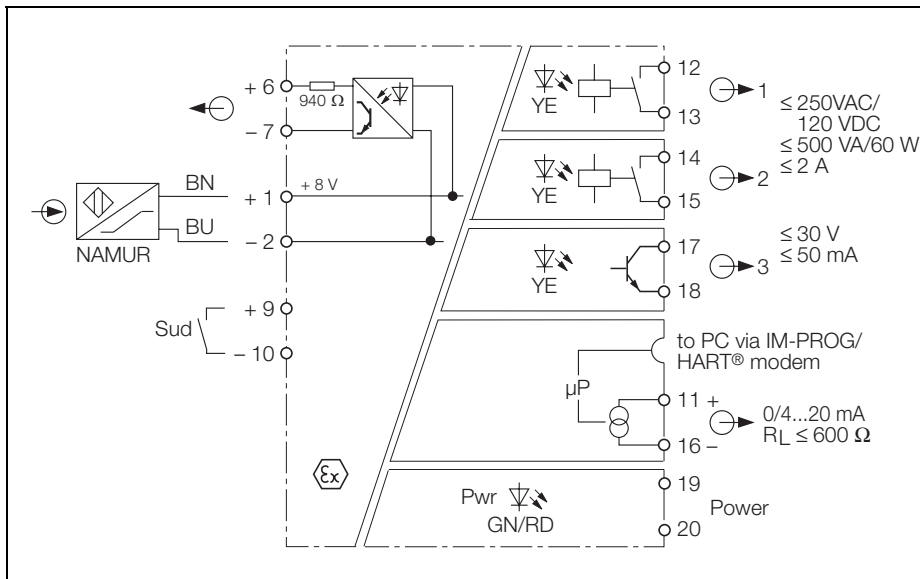 + 6
940 Ω
– 7
BN
+ 1
+ 8 V
BU
– 2
NAMUR
+ 9
Sud
– 10
εx
YE
12
13
1
≤ 250VAC/
120 VDC
≤ 500 VA/60 W
≤ 2 A
YE
14
15
2
YE
17
18
3
≤ 30 V
≤ 50 mA
to PC via IM-PROG/
HART® modem
µP
11 +
16 –
0/4...20 mA
RL ≤ 600 Ω
Pwr
GN/RD
19
20
Power